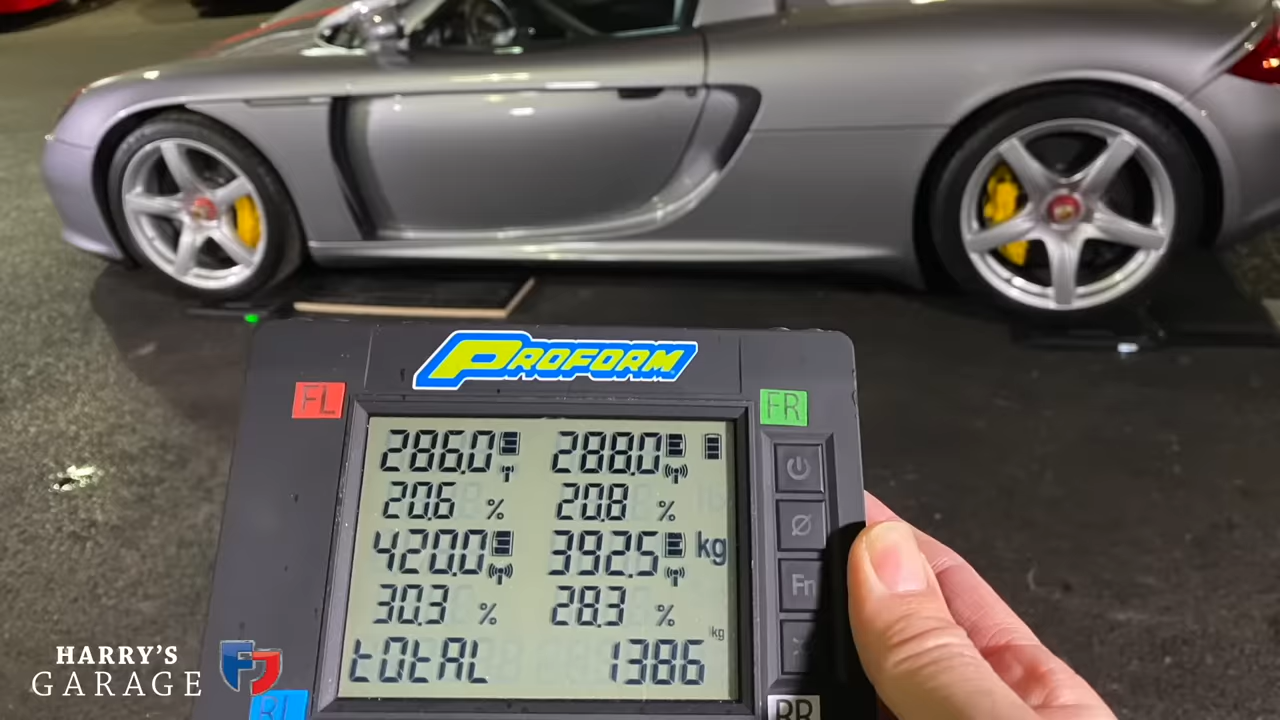 PROFORM
FL
FR
286.0 288.0
20.6 % 20.8 %
420.0 392.5 kg
30.3 % 28.3 %
kg
tOtAL 1386
Fn
HARRY'S
GARAGE
RL
RR